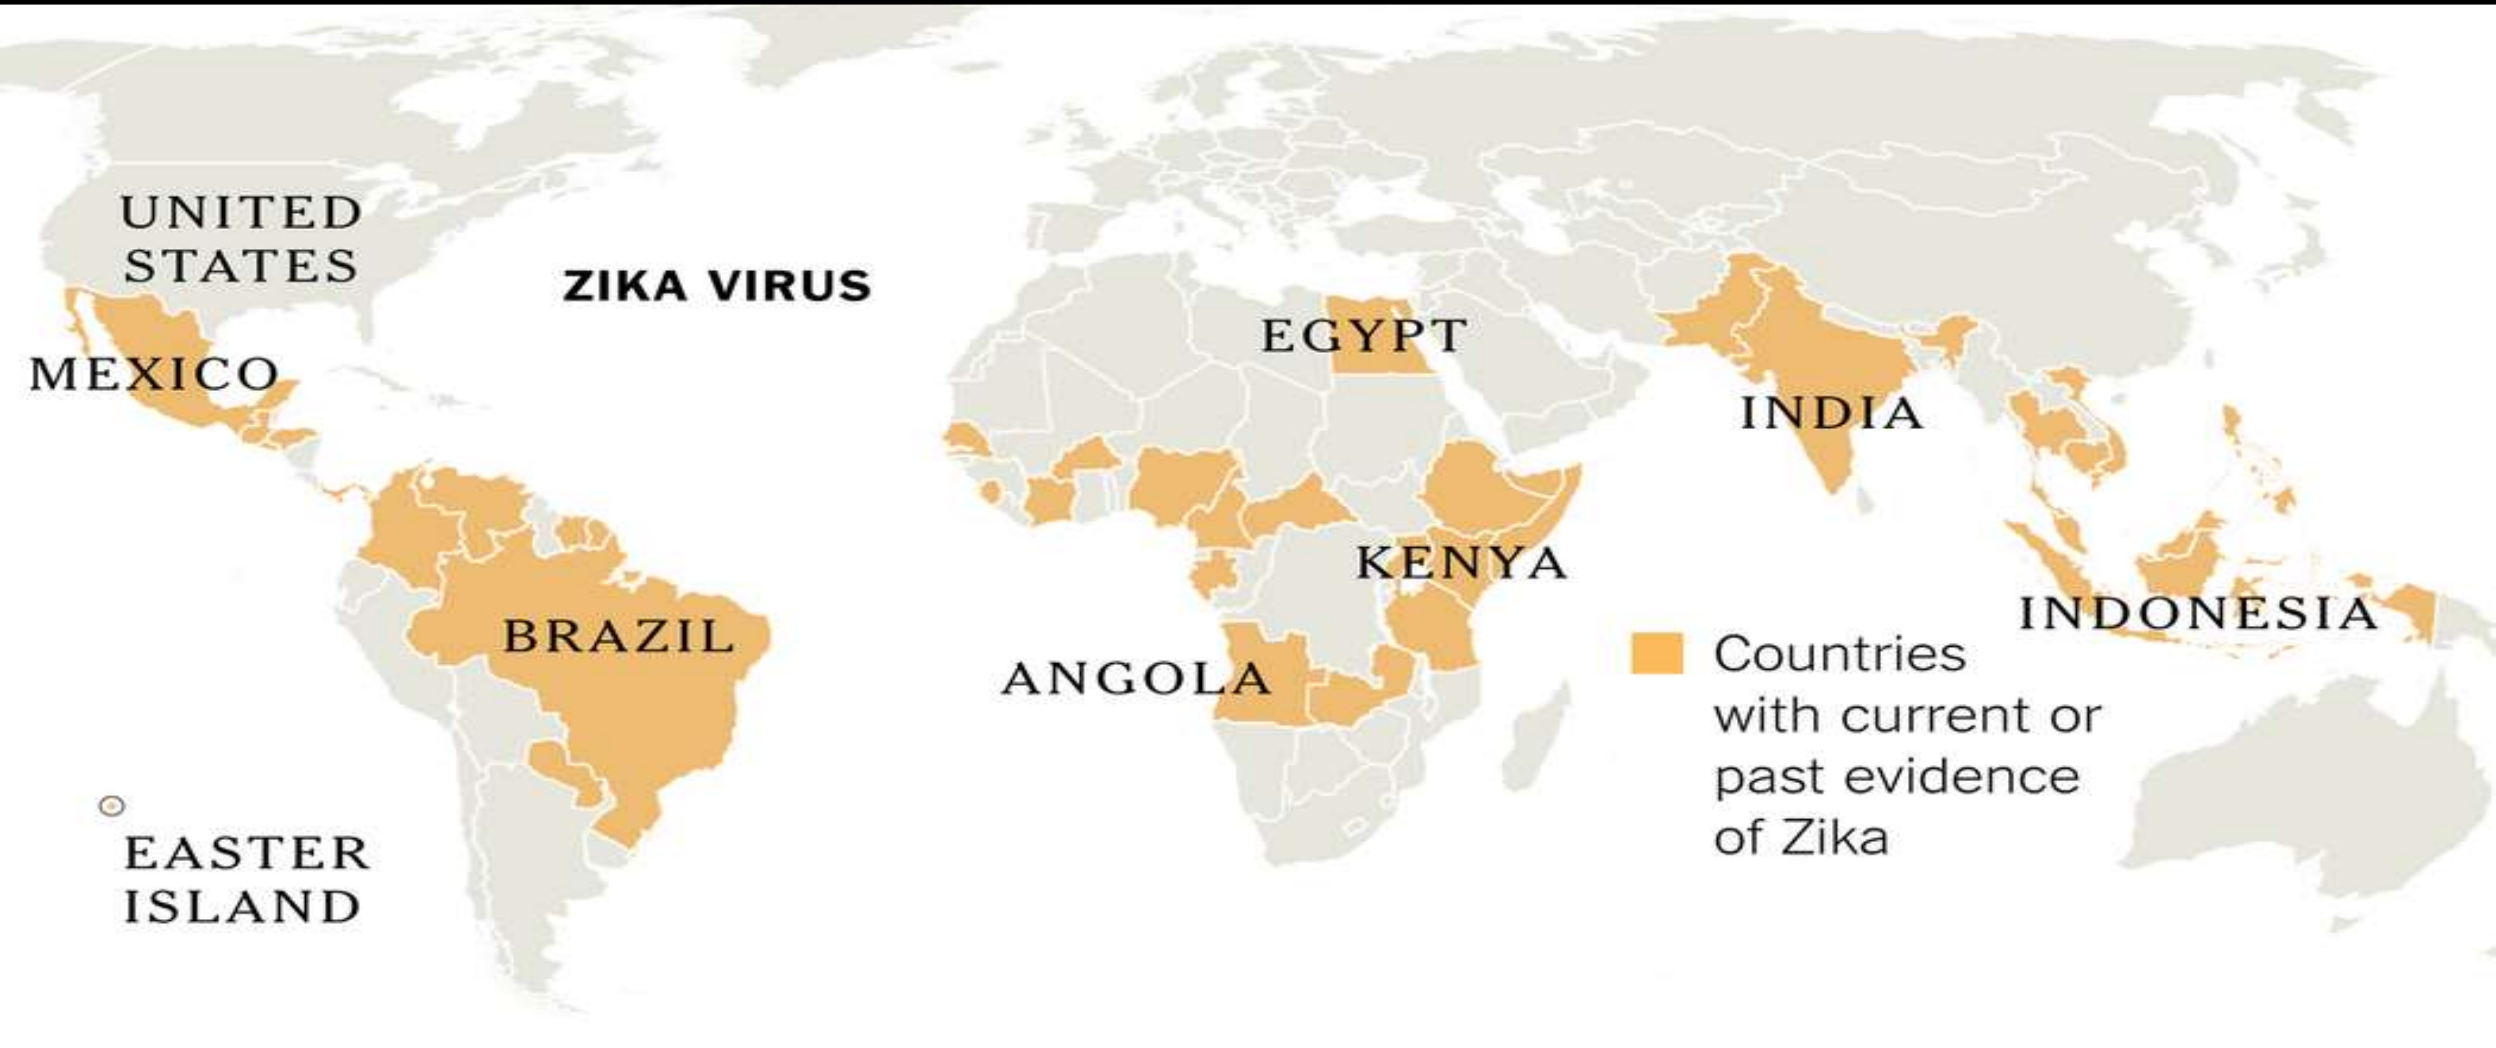 UNITED
STATES
ZIKA VIRUS
MEXICO
EGYPT
INDIA
KENYA
BRAZIL
INDONESIA
ANGOLA
Countries
with current or
past evidence
of Zika
EASTER
ISLAND